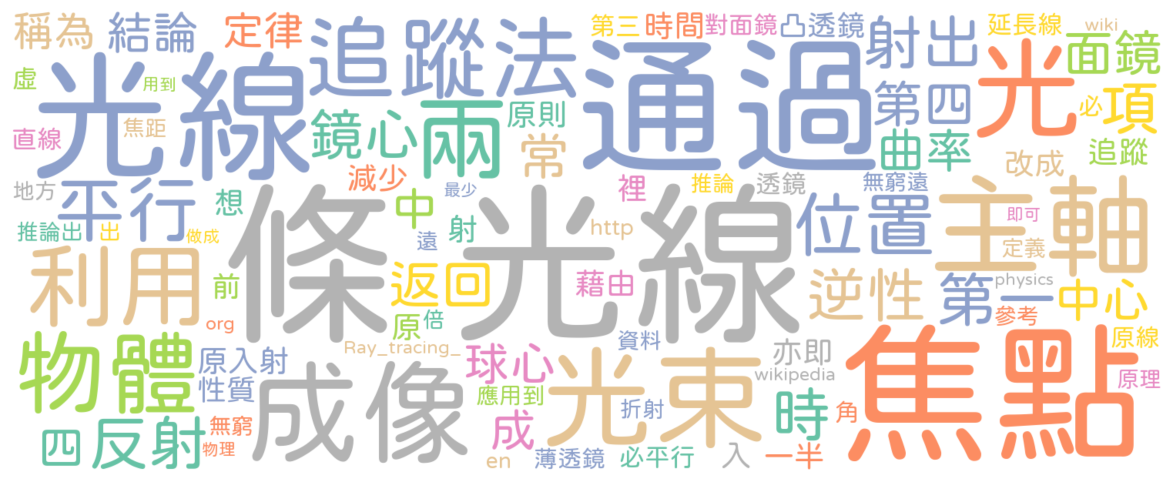 稱為
結論
定律
追蹤法
第三
時間
對面鏡
凸透鏡
射出
延長線
wiki
面鏡
虛
用到
光線
通過
光
第四
必
項
直線
焦距
鏡心
兩
原則
常
曲率
改成
追蹤
地方
平行
想
減少
中
最少
裡
推論
透鏡
無窮遠
位置
主軸
即可
定義
推論出
出
做成
條光線
遠
射
http
利用
前
返回
藉由
逆性
第一
physics
中心
org
原
倍
參考
物體
原入射
Ray_tracing_
球心
資料
亦即
原線
焦點
性質
成像
應用到
光束
wikipedia
原理
四
反射
無窮
物理
成
折射
時
角
en
薄透鏡
必平行
入
一半